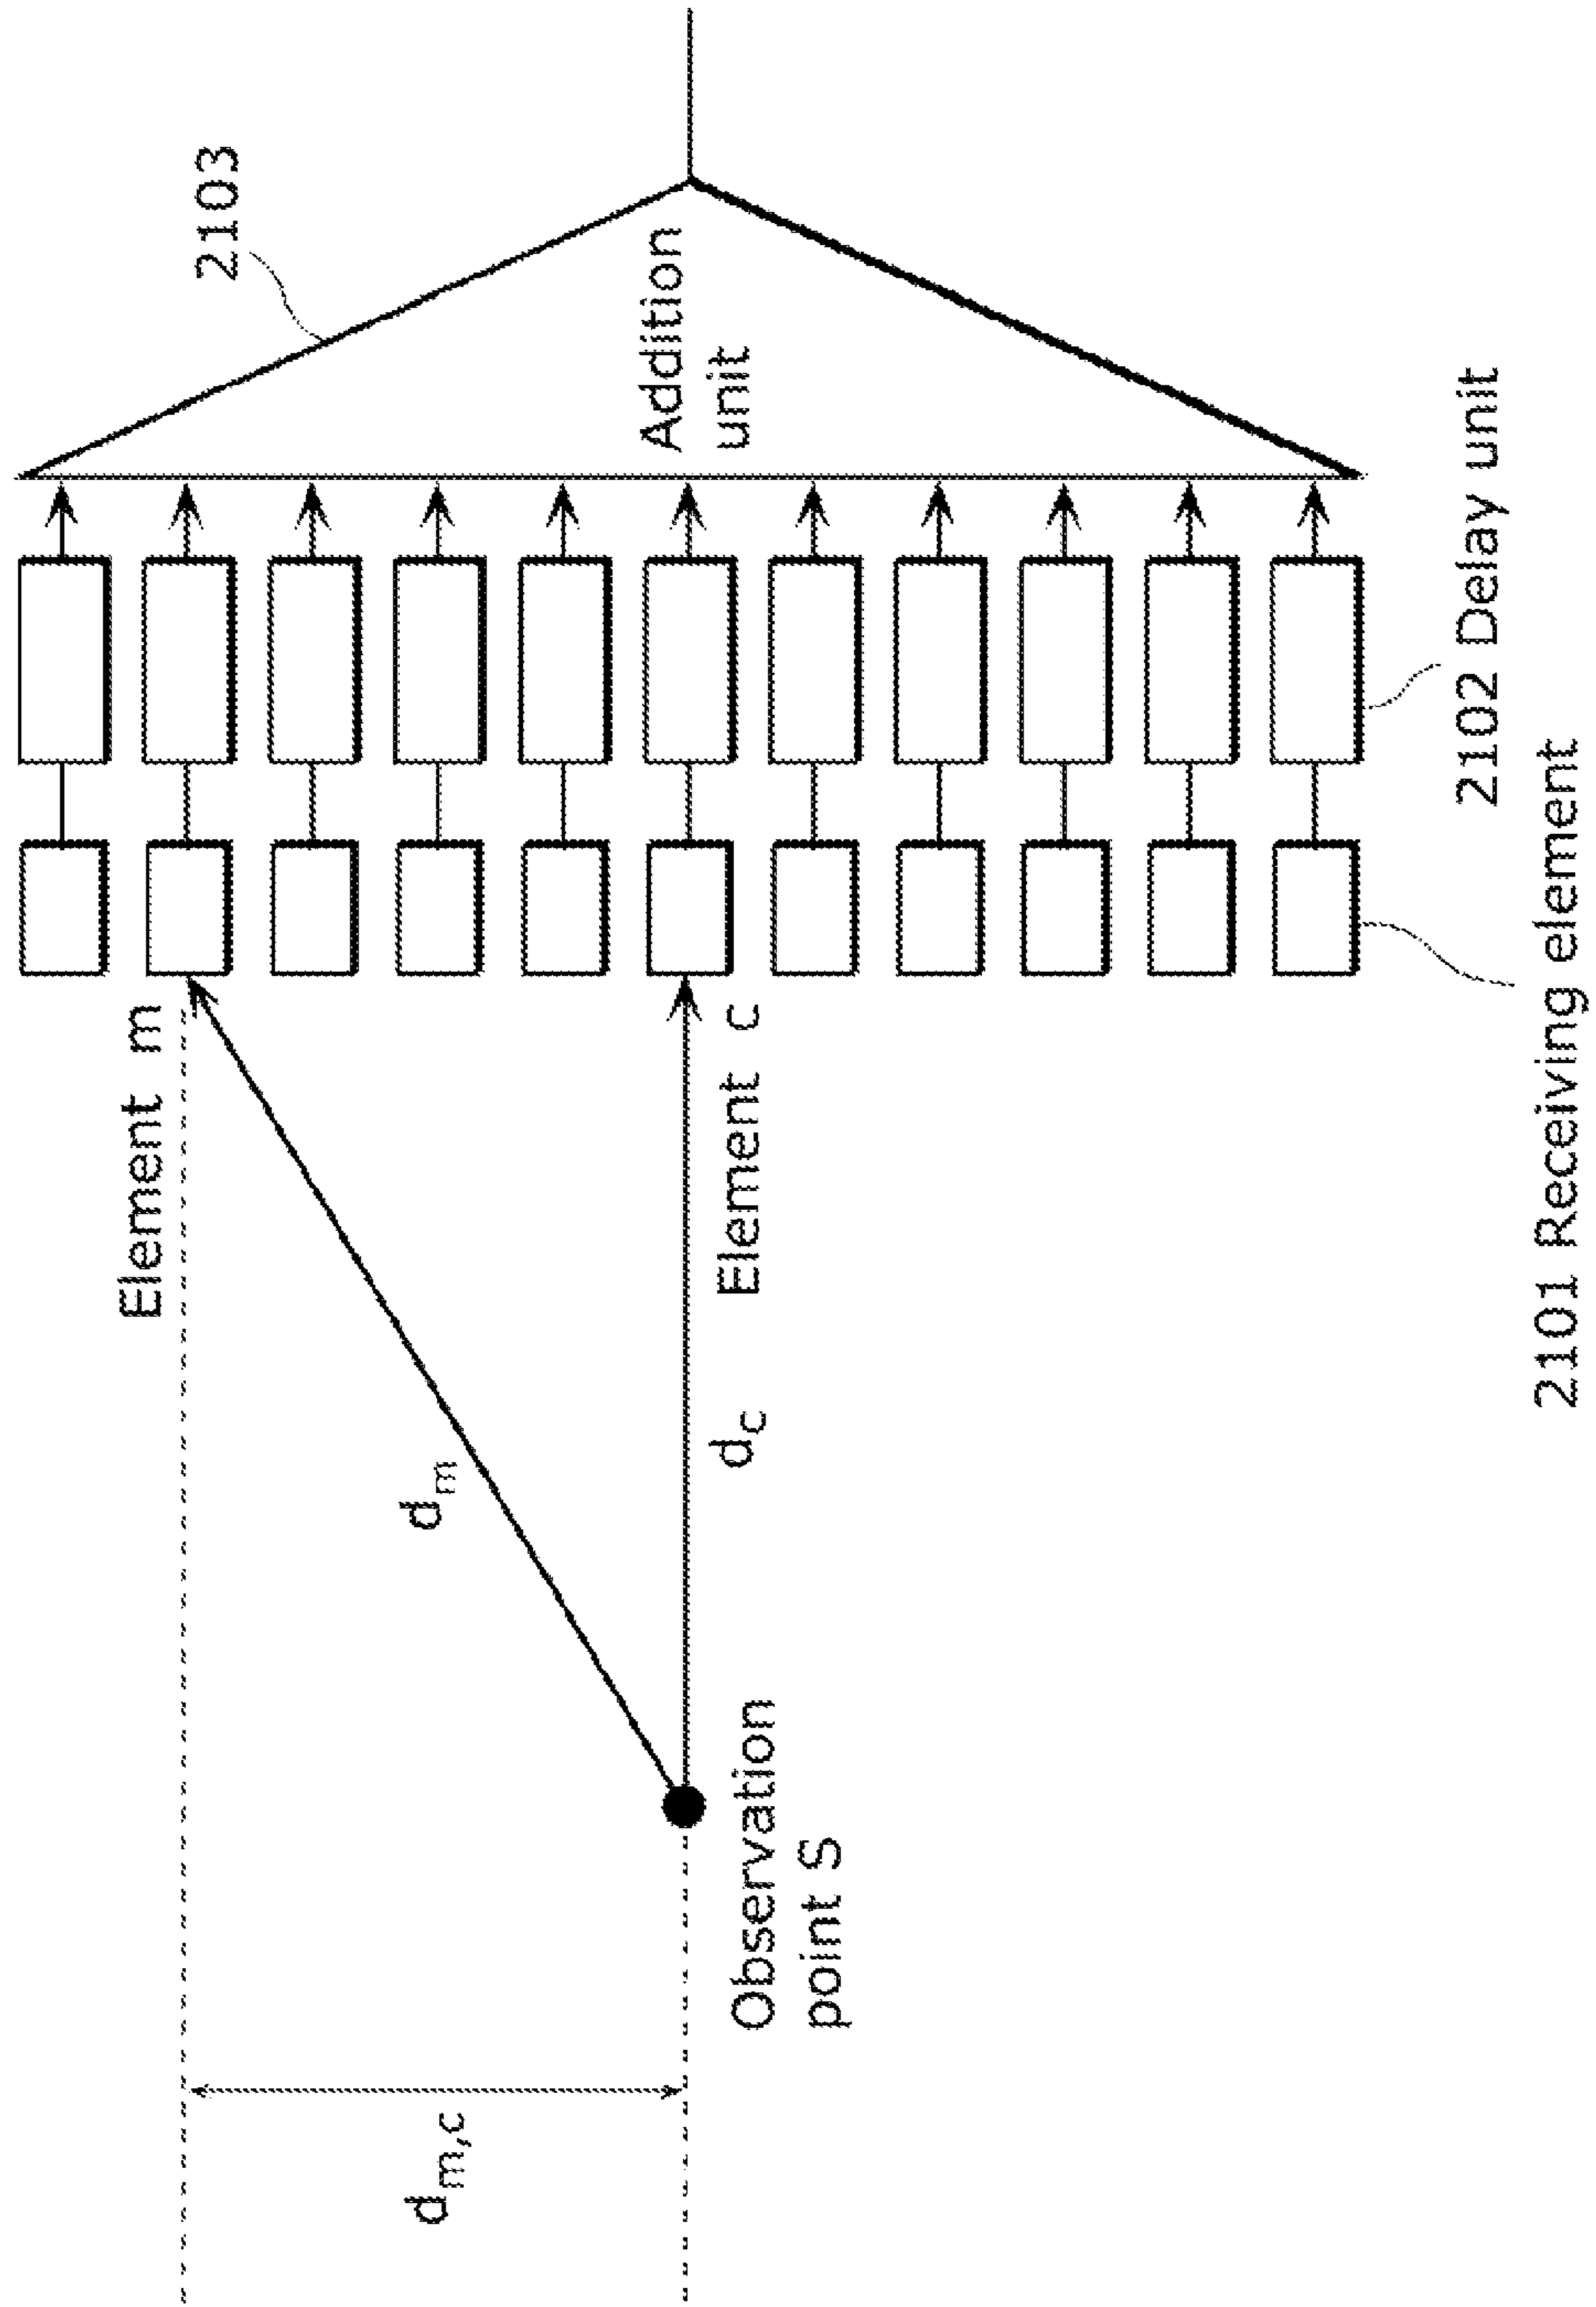 2103
Addition
unit
Element m
d_m
d_c
Element c
d_m,c
Observation
point S
2102 Delay unit
2101 Receiving element